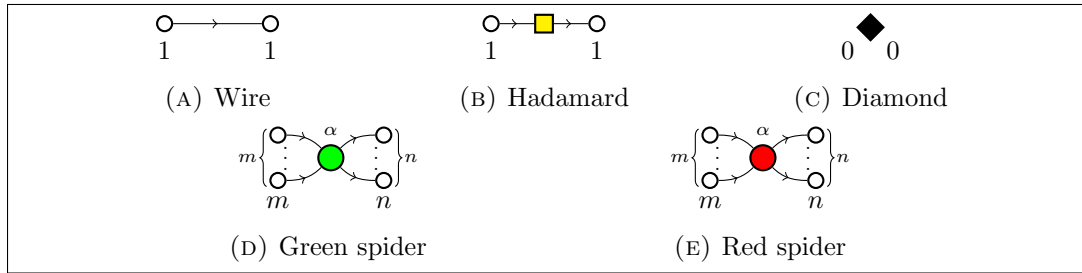 1 1 1 1 0 0
(A) Wire (B) Hadamard (C) Diamond
α α
m n m n
m n m n
(D) Green spider (E) Red spider